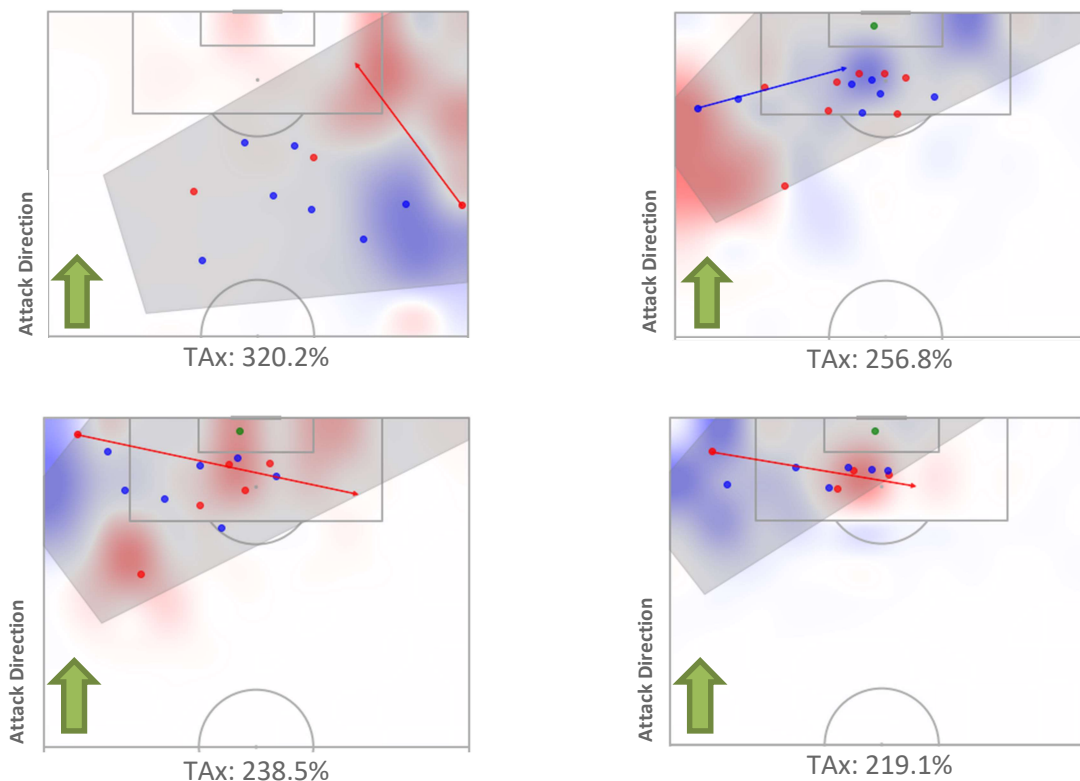 Attack Direction
TAx: 320.2%
Attack Direction
TAx: 256.8%
Attack Direction
TAx: 238.5%
Attack Direction
TAx: 219.1%